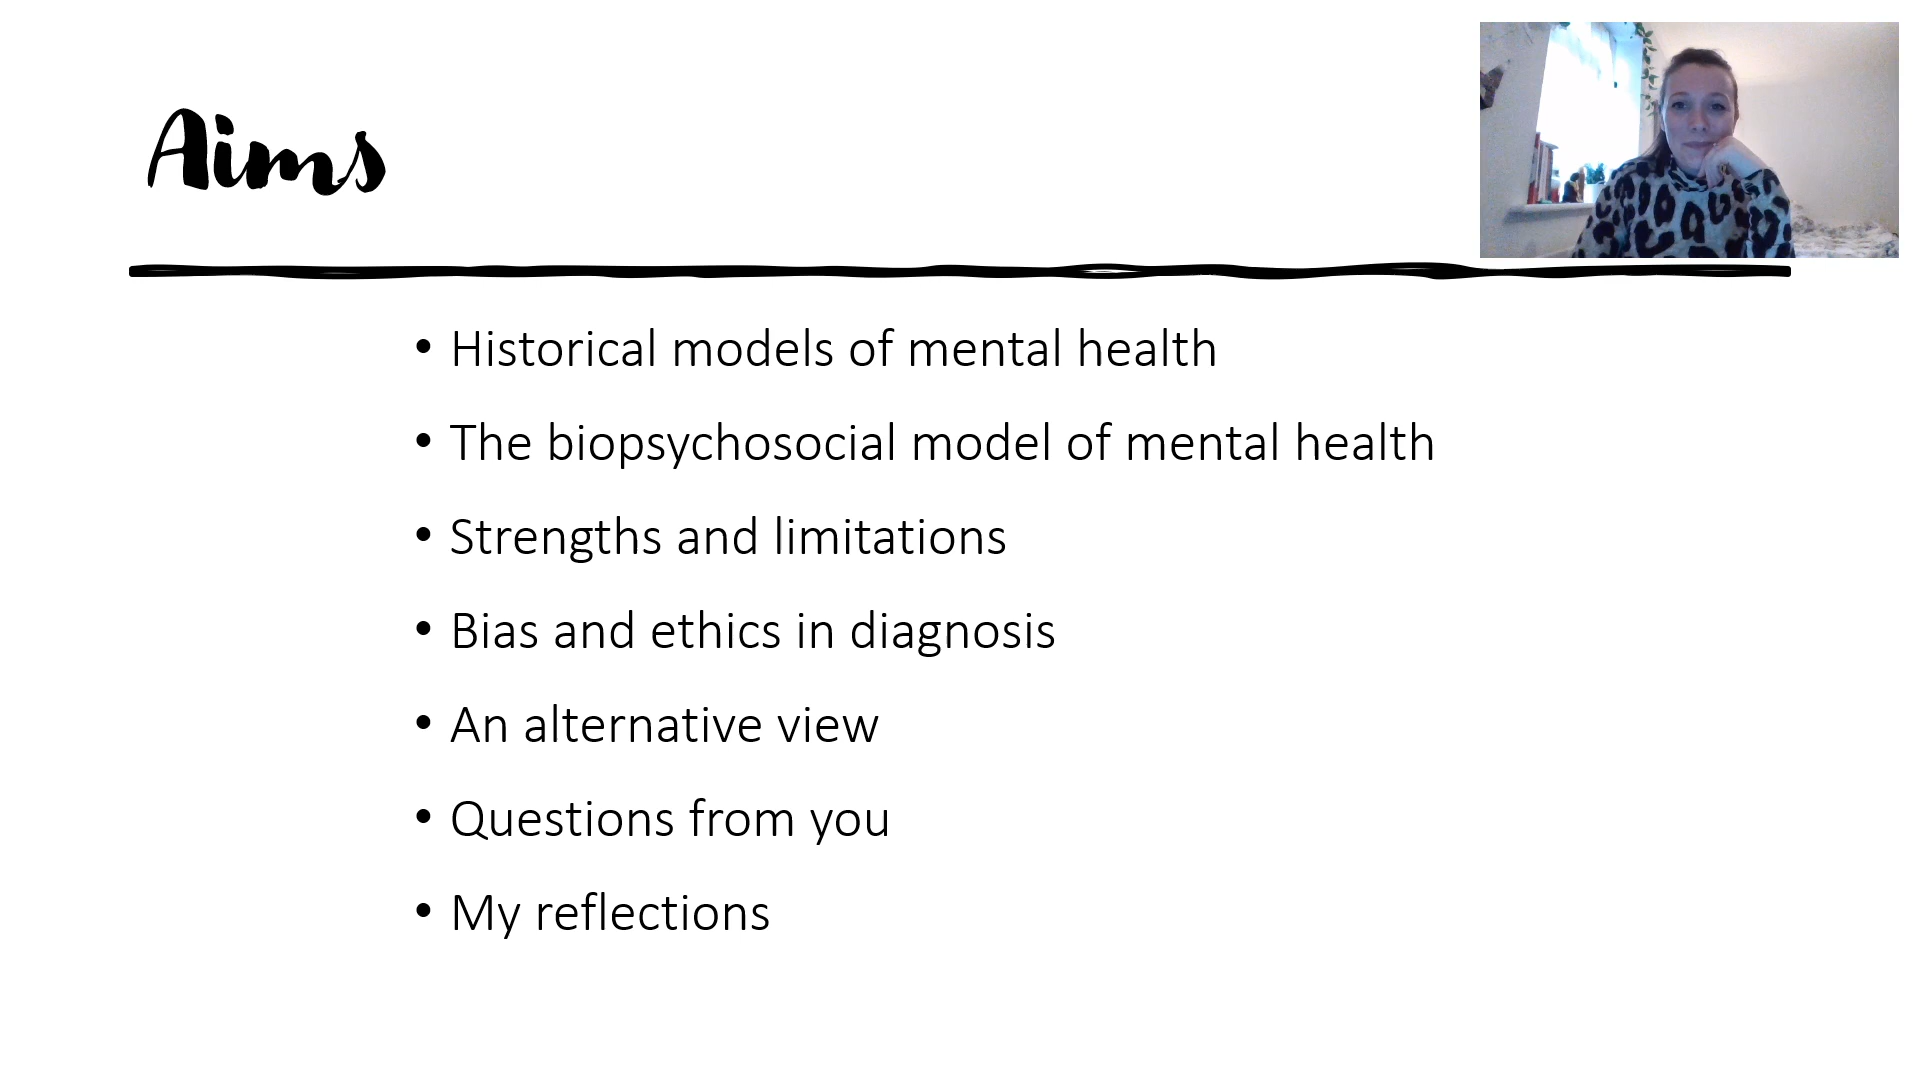 Aims
• Historical models of mental health
• The biopsychosocial model of mental health
• Strengths and limitations
• Bias and ethics in diagnosis
• An alternative view
• Questions from you
• My reflections